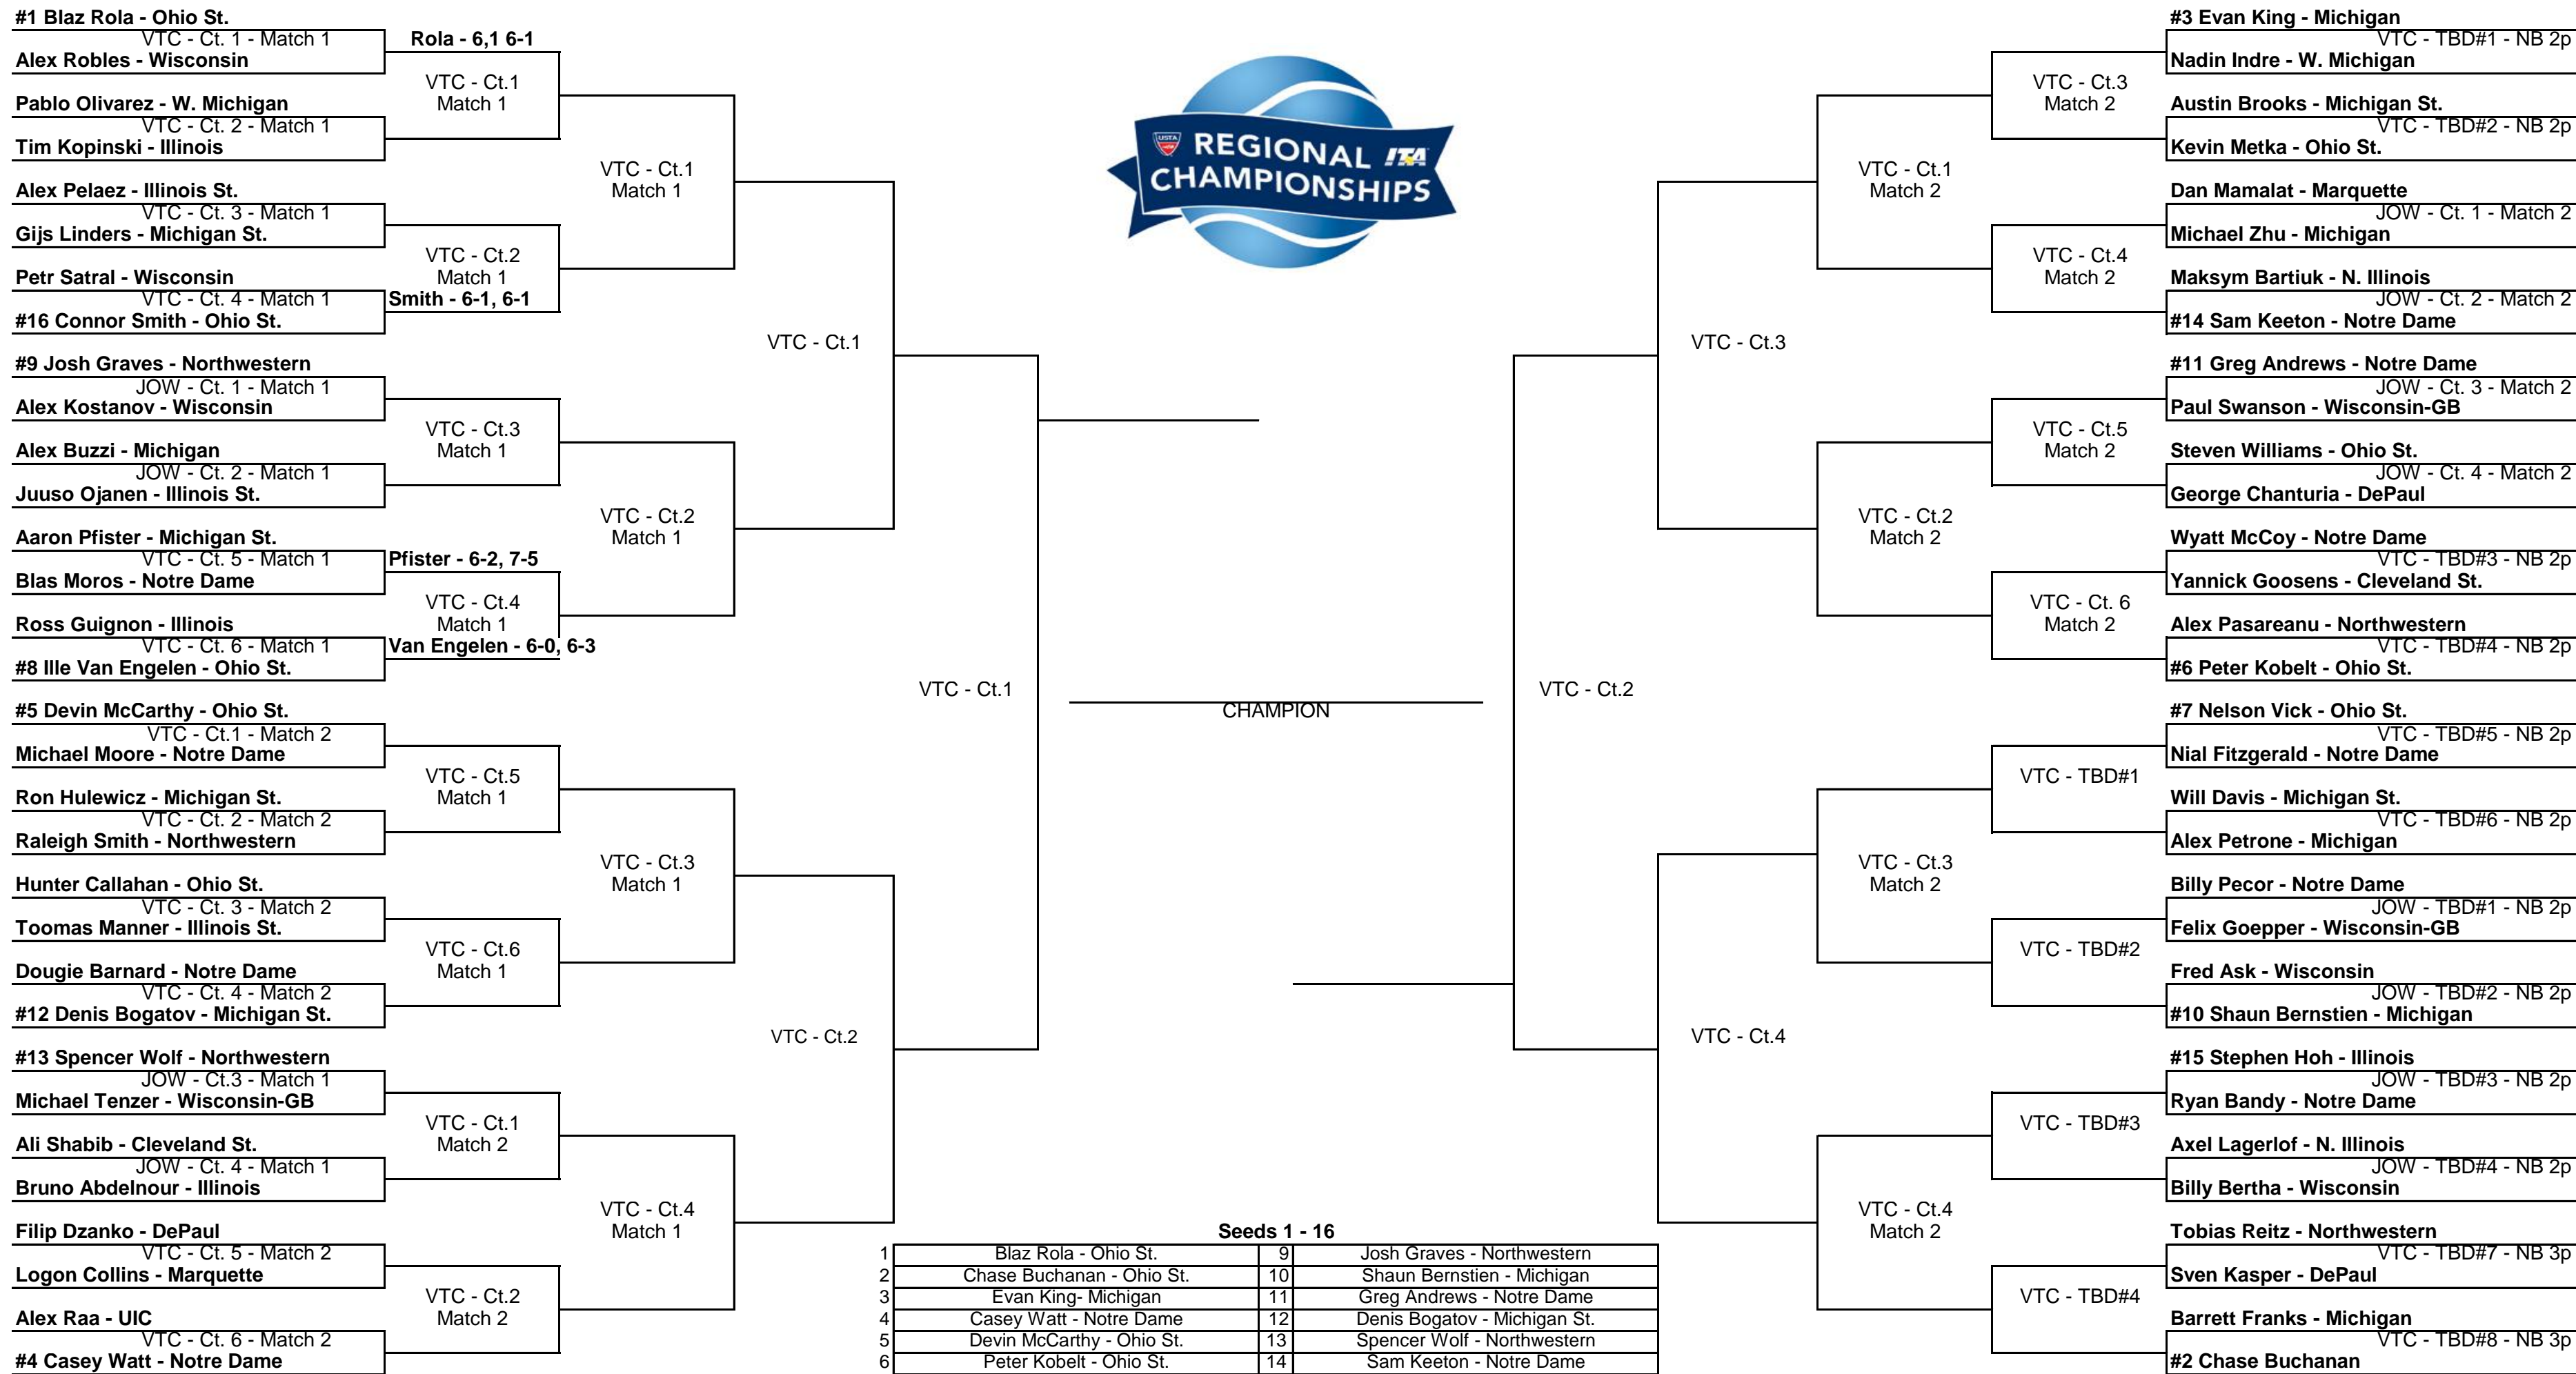 #1 Blaz Rola - Ohio St.
VTC - Ct. 1 - Match 1
Alex Robles - Wisconsin
Pablo Olivarez - W. Michigan
VTC - Ct. 2 - Match 1
Tim Kopinski - Illinois
Alex Pelaez - Illinois St.
VTC - Ct. 3 - Match 1
Gijs Linders - Michigan St.
Petr Satral - Wisconsin
VTC - Ct. 4 - Match 1
#16 Connor Smith - Ohio St.
#9 Josh Graves - Northwestern
JOW - Ct. 1 - Match 1
Alex Kostanov - Wisconsin
Alex Buzzi - Michigan
JOW - Ct. 2 - Match 1
Juuso Ojanen - Illinois St.
Aaron Pfister - Michigan St.
VTC - Ct. 5 - Match 1
Blas Moros - Notre Dame
Ross Guignon - Illinois
VTC - Ct. 6 - Match 1
#8 Ille Van Engelen - Ohio St.
#5 Devin McCarthy - Ohio St.
VTC - Ct.1 - Match 2
Michael Moore - Notre Dame
Ron Hulewicz - Michigan St.
VTC - Ct. 2 - Match 2
Raleigh Smith - Northwestern
Hunter Callahan - Ohio St.
VTC - Ct. 3 - Match 2
Toomas Manner - Illinois St.
Dougie Barnard - Notre Dame
VTC - Ct. 4 - Match 2
#12 Denis Bogatov - Michigan St.
#13 Spencer Wolf - Northwestern
JOW - Ct.3 - Match 1
Michael Tenzer - Wisconsin-GB
Ali Shabib - Cleveland St.
JOW - Ct. 4 - Match 1
Bruno Abdelnour - Illinois
Filip Dzanko - DePaul
VTC - Ct. 5 - Match 2
Logon Collins - Marquette
Alex Raa - UIC
VTC - Ct. 6 - Match 2
#4 Casey Watt - Notre Dame
Rola - 6,1 6-1
VTC - Ct.1
Match 1
VTC - Ct.2
Match 1
Smith - 6-1, 6-1
VTC - Ct.3
Match 1
Pfister - 6-2, 7-5
VTC - Ct.4
Match 1
Van Engelen - 6-0, 6-3
VTC - Ct.5
Match 1
VTC - Ct.6
Match 1
VTC - Ct.1
Match 2
VTC - Ct.2
Match 2
VTC - Ct.1
Match 1
VTC - Ct.2
Match 1
VTC - Ct.3
Match 1
VTC - Ct.4
Match 1
VTC - Ct.1
VTC - Ct.2
VTC - Ct.1
USTA
REGIONAL ITA
CHAMPIONSHIPS
CHAMPION
Seeds 1 - 16
1 Blaz Rola - Ohio St. 9 Josh Graves - Northwestern
2 Chase Buchanan - Ohio St. 10 Shaun Bernstien - Michigan
3 Evan King- Michigan 11 Greg Andrews - Notre Dame
4 Casey Watt - Notre Dame 12 Denis Bogatov - Michigan St.
5 Devin McCarthy - Ohio St. 13 Spencer Wolf - Northwestern
6 Peter Kobelt - Ohio St. 14 Sam Keeton - Notre Dame
VTC - Ct.2
VTC - Ct.3
VTC - Ct.4
VTC - Ct.1
Match 2
VTC - Ct.2
Match 2
VTC - Ct.3
Match 2
VTC - Ct.4
Match 2
VTC - Ct.3
Match 2
VTC - Ct.4
Match 2
VTC - Ct.5
Match 2
VTC - Ct. 6
Match 2
VTC - TBD#1
VTC - TBD#2
VTC - TBD#3
VTC - TBD#4
#3 Evan King - Michigan
VTC - TBD#1 - NB 2p
Nadin Indre - W. Michigan
Austin Brooks - Michigan St.
VTC - TBD#2 - NB 2p
Kevin Metka - Ohio St.
Dan Mamalat - Marquette
JOW - Ct. 1 - Match 2
Michael Zhu - Michigan
Maksym Bartiuk - N. Illinois
JOW - Ct. 2 - Match 2
#14 Sam Keeton - Notre Dame
#11 Greg Andrews - Notre Dame
JOW - Ct. 3 - Match 2
Paul Swanson - Wisconsin-GB
Steven Williams - Ohio St.
JOW - Ct. 4 - Match 2
George Chanturia - DePaul
Wyatt McCoy - Notre Dame
VTC - TBD#3 - NB 2p
Yannick Goosens - Cleveland St.
Alex Pasareanu - Northwestern
VTC - TBD#4 - NB 2p
#6 Peter Kobelt - Ohio St.
#7 Nelson Vick - Ohio St.
VTC - TBD#5 - NB 2p
Nial Fitzgerald - Notre Dame
Will Davis - Michigan St.
VTC - TBD#6 - NB 2p
Alex Petrone - Michigan
Billy Pecor - Notre Dame
JOW - TBD#1 - NB 2p
Felix Goepper - Wisconsin-GB
Fred Ask - Wisconsin
JOW - TBD#2 - NB 2p
#10 Shaun Bernstien - Michigan
#15 Stephen Hoh - Illinois
JOW - TBD#3 - NB 2p
Ryan Bandy - Notre Dame
Axel Lagerlof - N. Illinois
JOW - TBD#4 - NB 2p
Billy Bertha - Wisconsin
Tobias Reitz - Northwestern
VTC - TBD#7 - NB 3p
Sven Kasper - DePaul
Barrett Franks - Michigan
VTC - TBD#8 - NB 3p
#2 Chase Buchanan